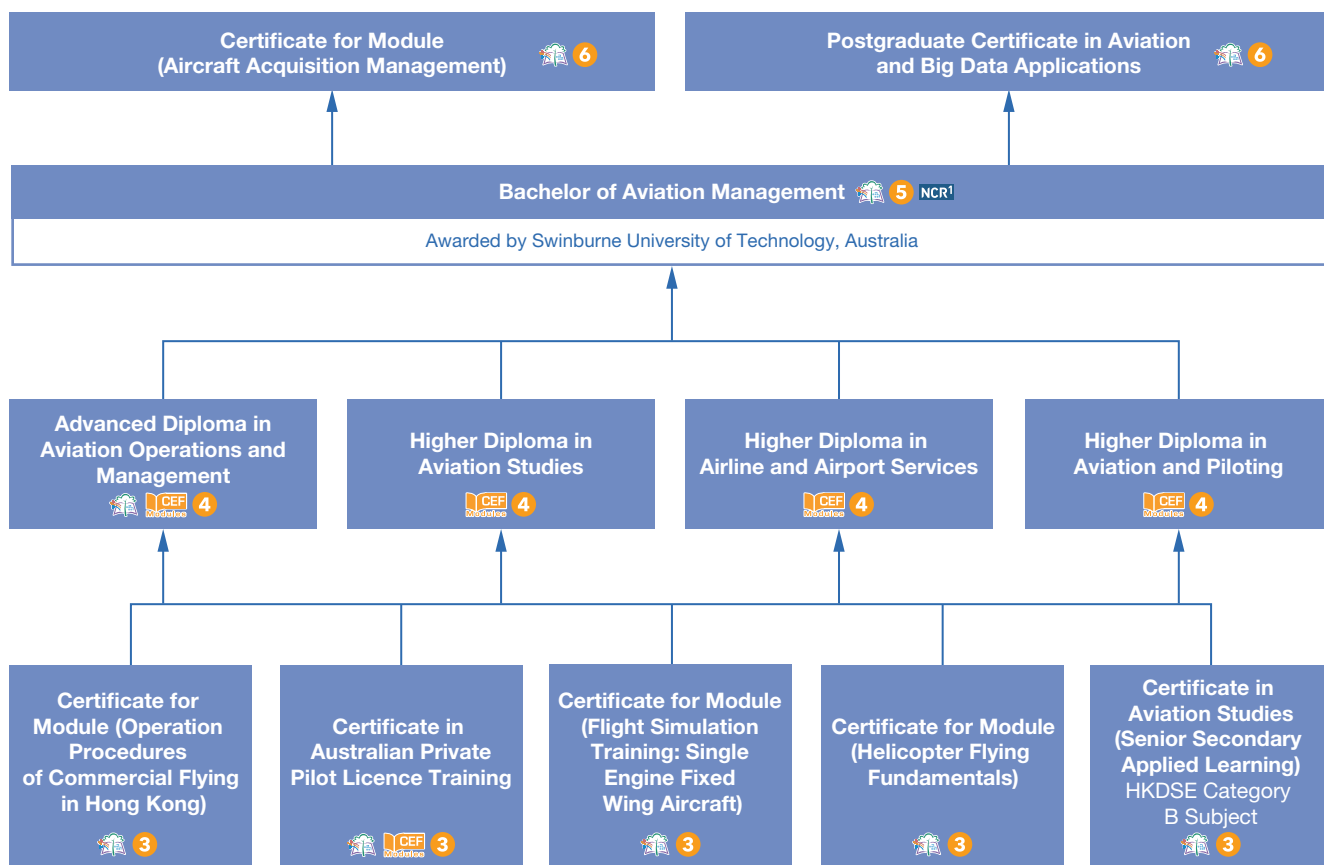 Certificate for Module
(Aircraft Acquisition Management)
6
Postgraduate Certificate in Aviation
and Big Data Applications
6
Bachelor of Aviation Management 5 NCR¹
Awarded by Swinburne University of Technology, Australia
Advanced Diploma in
Aviation Operations and
Management
CEF Modules 4
Higher Diploma in
Aviation Studies
CEF Modules 4
Higher Diploma in
Airline and Airport Services
CEF Modules 4
Higher Diploma in
Aviation and Piloting
CEF Modules 4
Certificate for
Module (Operation
Procedures
of Commercial Flying
in Hong Kong)
3
Certificate in
Australian Private
Pilot Licence Training
CEF Modules 3
Certificate for Module
(Flight Simulation
Training: Single
Engine Fixed
Wing Aircraft)
3
Certificate for Module
(Helicopter Flying
Fundamentals)
3
Certificate in
Aviation Studies
(Senior Secondary
Applied Learning)
HKDSE Category
B Subject
3